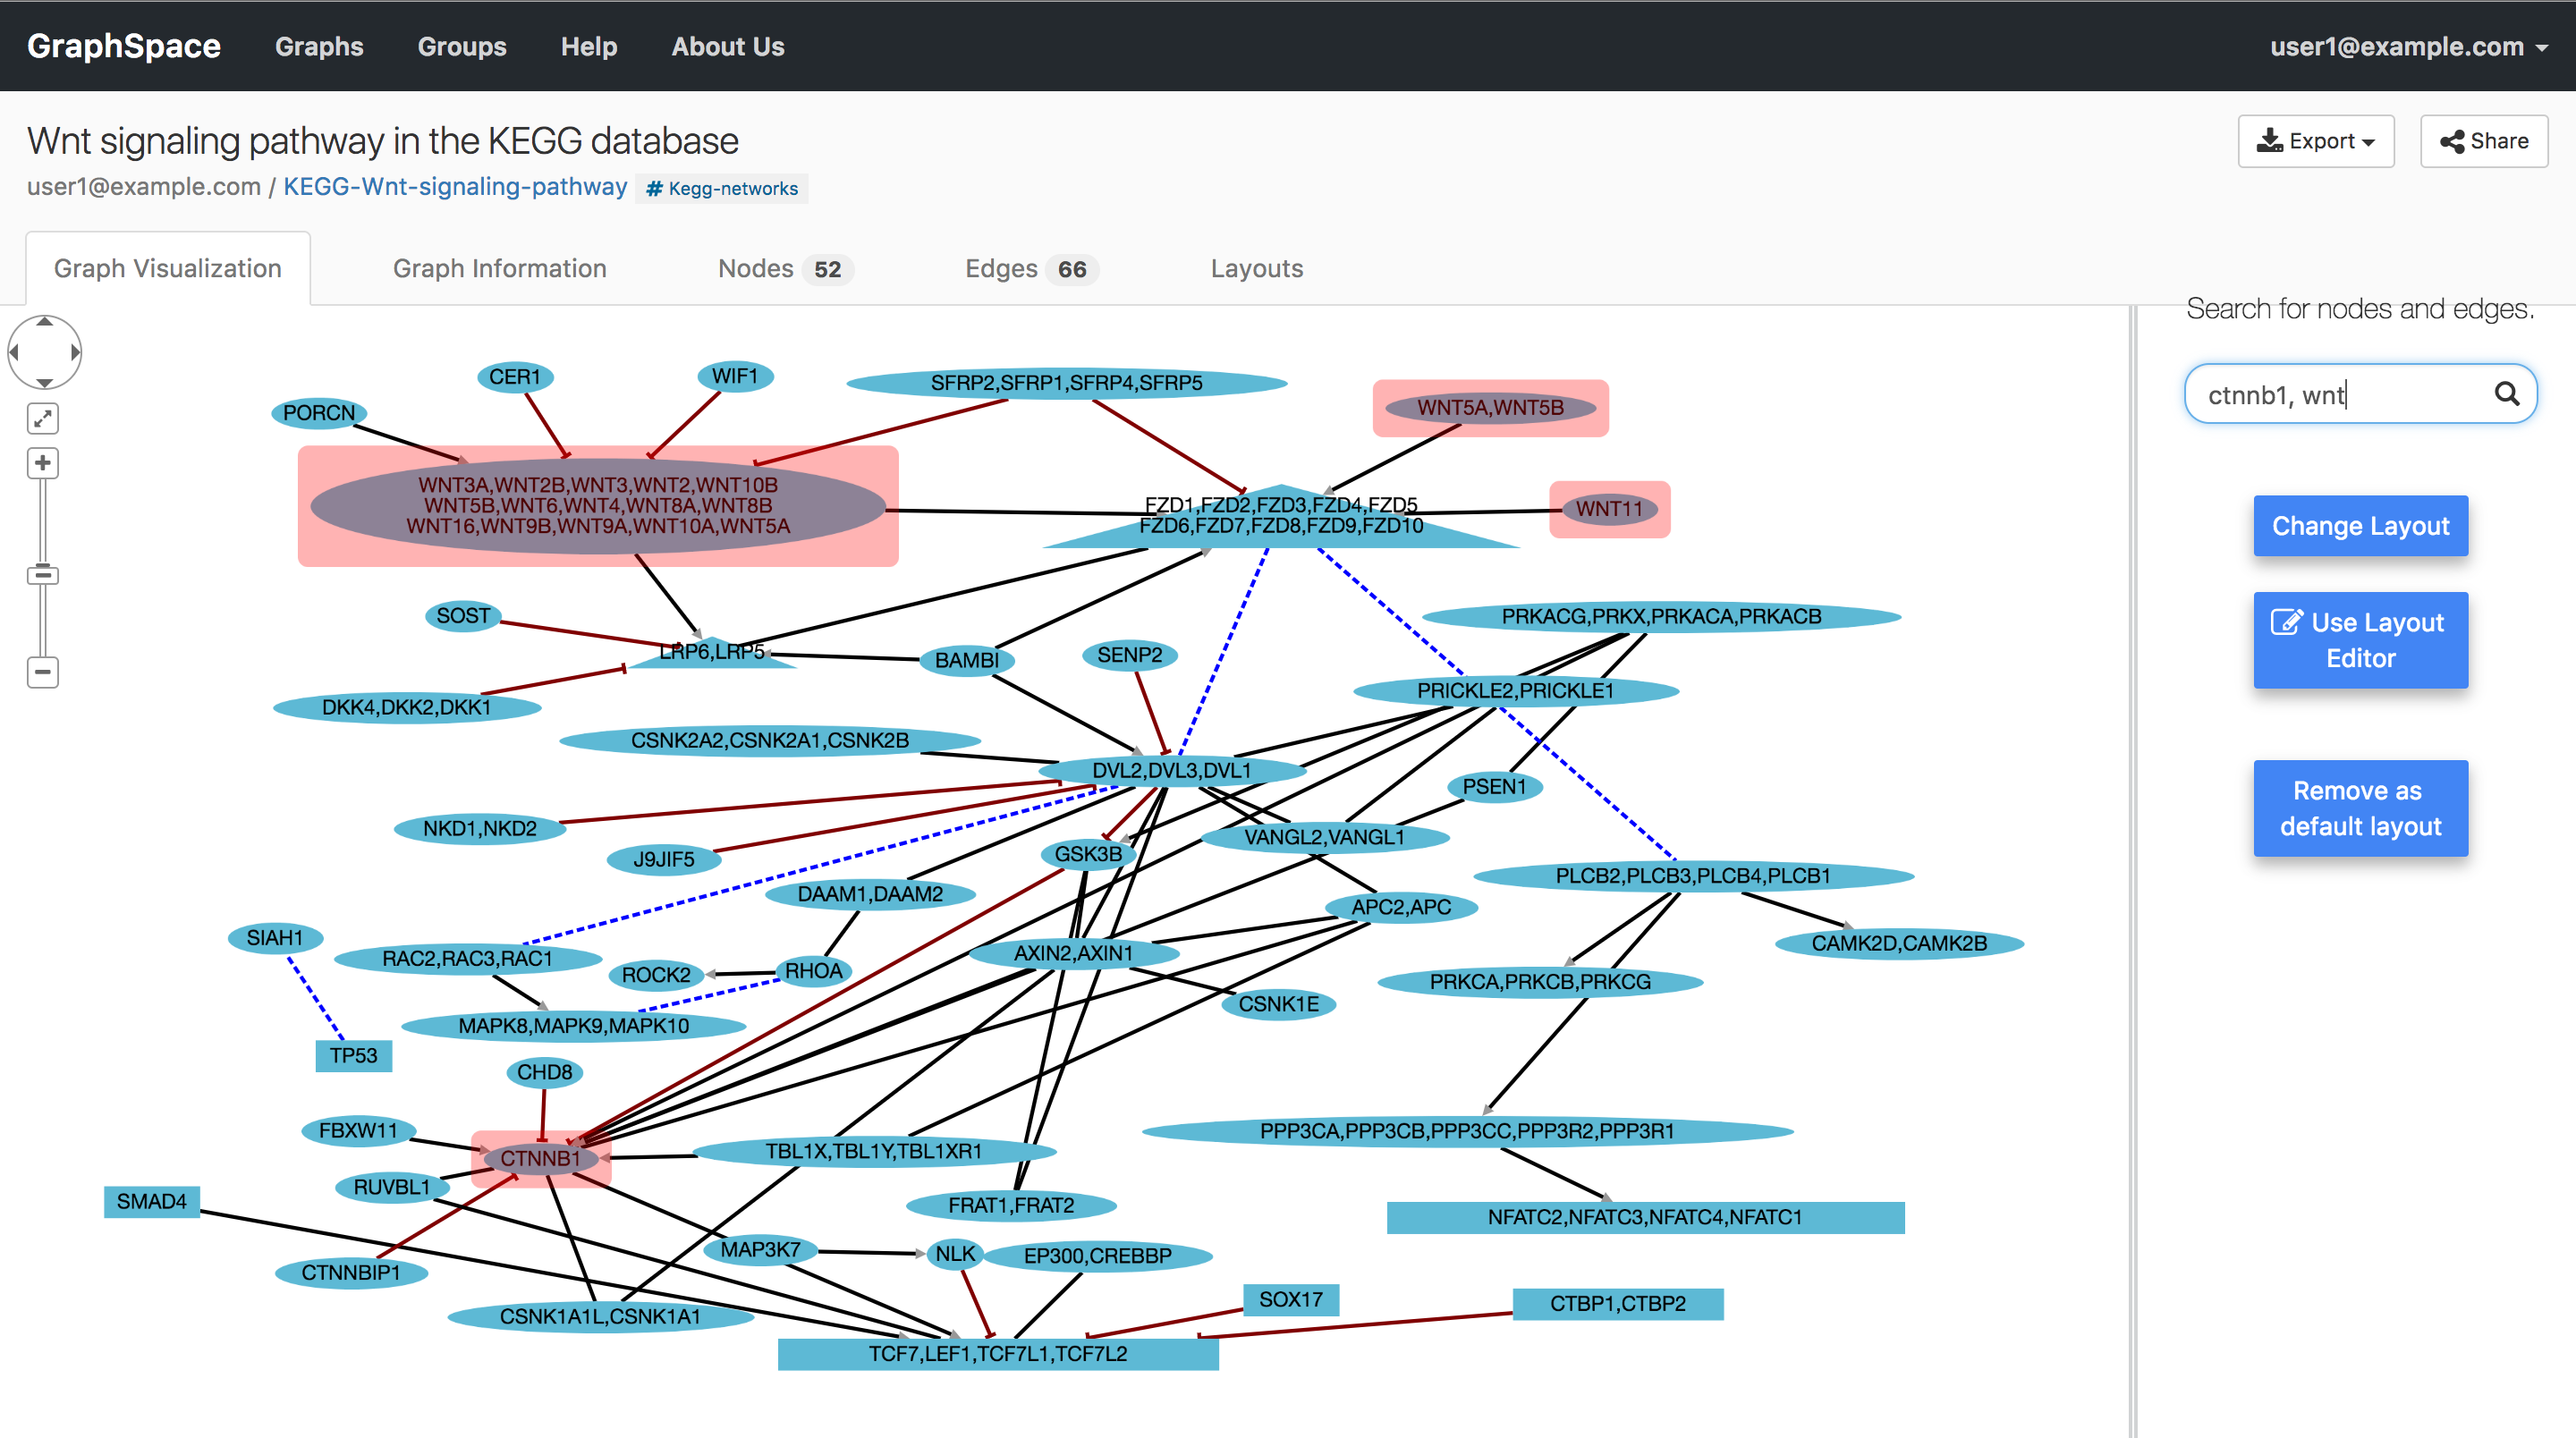 GraphSpace
Graphs
Groups
Help
About Us
user1@example.com
Wnt signaling pathway in the KEGG database
Export
Share
user1@example.com / KEGG-Wnt-signaling-pathway
# Kegg-networks
Graph Visualization
Graph Information
Nodes 52
Edges 66
Layouts
Search for nodes and edges.
ctnnb1, wnt
Change Layout
Use Layout
Editor
Remove as
default layout
CER1
WIF1
SFRP2,SFRP1,SFRP4,SFRP5
PORCN
WNT5A,WNT5B
WNT3A,WNT2B,WNT3,WNT2,WNT10B
WNT5B,WNT6,WNT4,WNT8A,WNT8B
WNT16,WNT9B,WNT9A,WNT10A,WNT5A
FZD1,FZD2,FZD3,FZD4,FZD5
FZD6,FZD7,FZD8,FZD9,FZD10
WNT11
SOST
PRKACG,PRKX,PRKACA,PRKACB
LRP6,LRP5
BAMBI
SENP2
PRICKLE2,PRICKLE1
DKK4,DKK2,DKK1
CSNK2A2,CSNK2A1,CSNK2B
DVL2,DVL3,DVL1
PSEN1
NKD1,NKD2
VANGL2,VANGL1
J9JIF5
GSK3B
PLCB2,PLCB3,PLCB4,PLCB1
DAAM1,DAAM2
APC2,APC
SIAH1
CAMK2D,CAMK2B
RAC2,RAC3,RAC1
AXIN2,AXIN1
ROCK2
RHOA
PRKCA,PRKCB,PRKCG
CSNK1E
MAPK8,MAPK9,MAPK10
TP53
CHD8
FBXW11
PPP3CA,PPP3CB,PPP3CC,PPP3R2,PPP3R1
CTNNB1
TBL1X,TBL1Y,TBL1XR1
RUVBL1
SMAD4
FRAT1,FRAT2
NFATC2,NFATC3,NFATC4,NFATC1
MAP3K7
NLK
EP300,CREBBP
CTNNBIP1
SOX17
CTBP1,CTBP2
CSNK1A1L,CSNK1A1
TCF7,LEF1,TCF7L1,TCF7L2